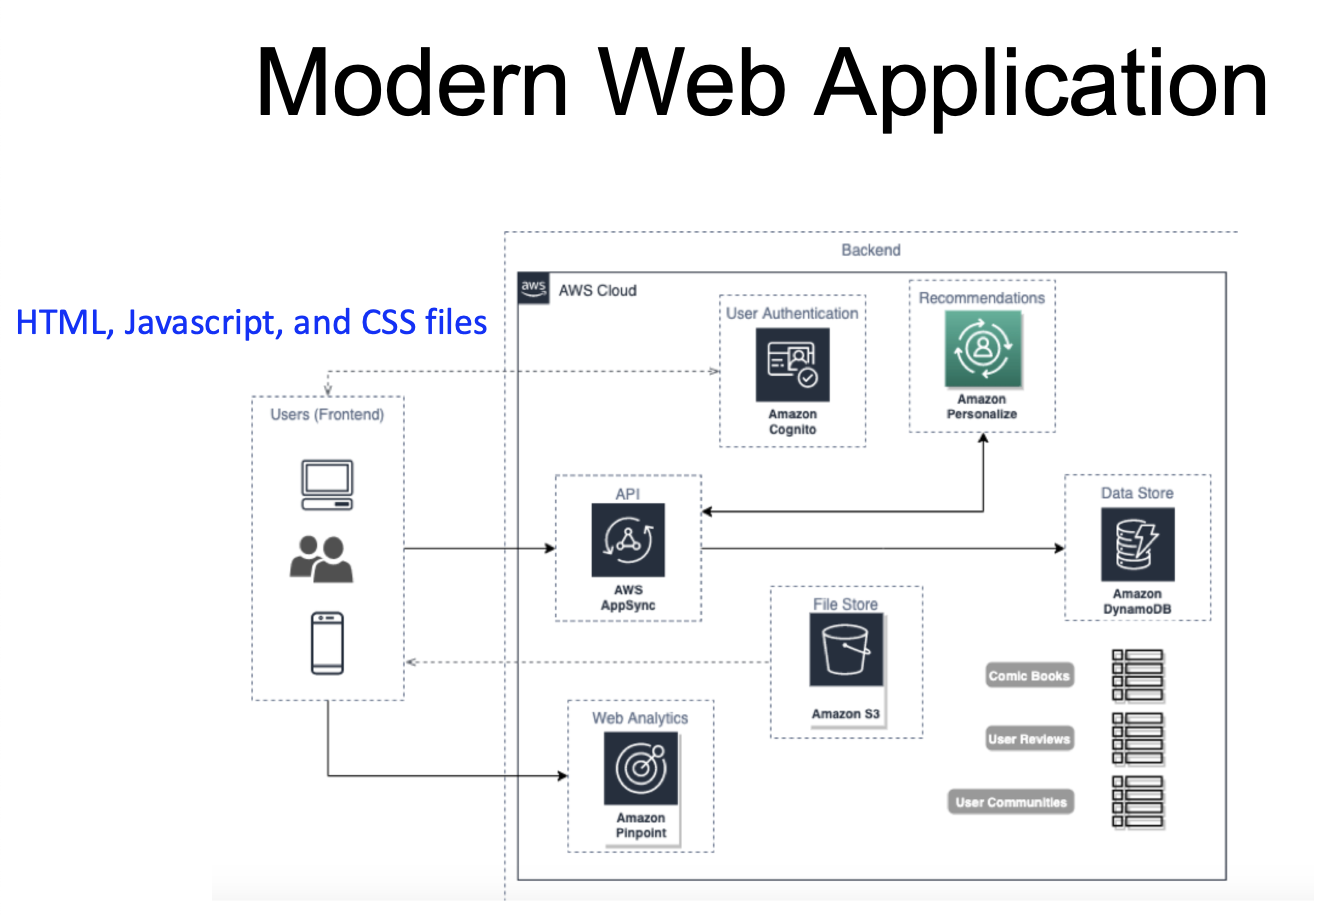 Modern Web Application
Backend
aws
AWS Cloud
HTML, Javascript, and CSS files
User Authentication
Amazon
Cognito
Recommendations
Amazon
Personalize
Users (Frontend)
API
AWS
AppSync
Data Store
Amazon
DynamoDB
File Store
Amazon S3
Web Analytics
Amazon
Pinpoint
Comic Books
User Reviews
User Communities